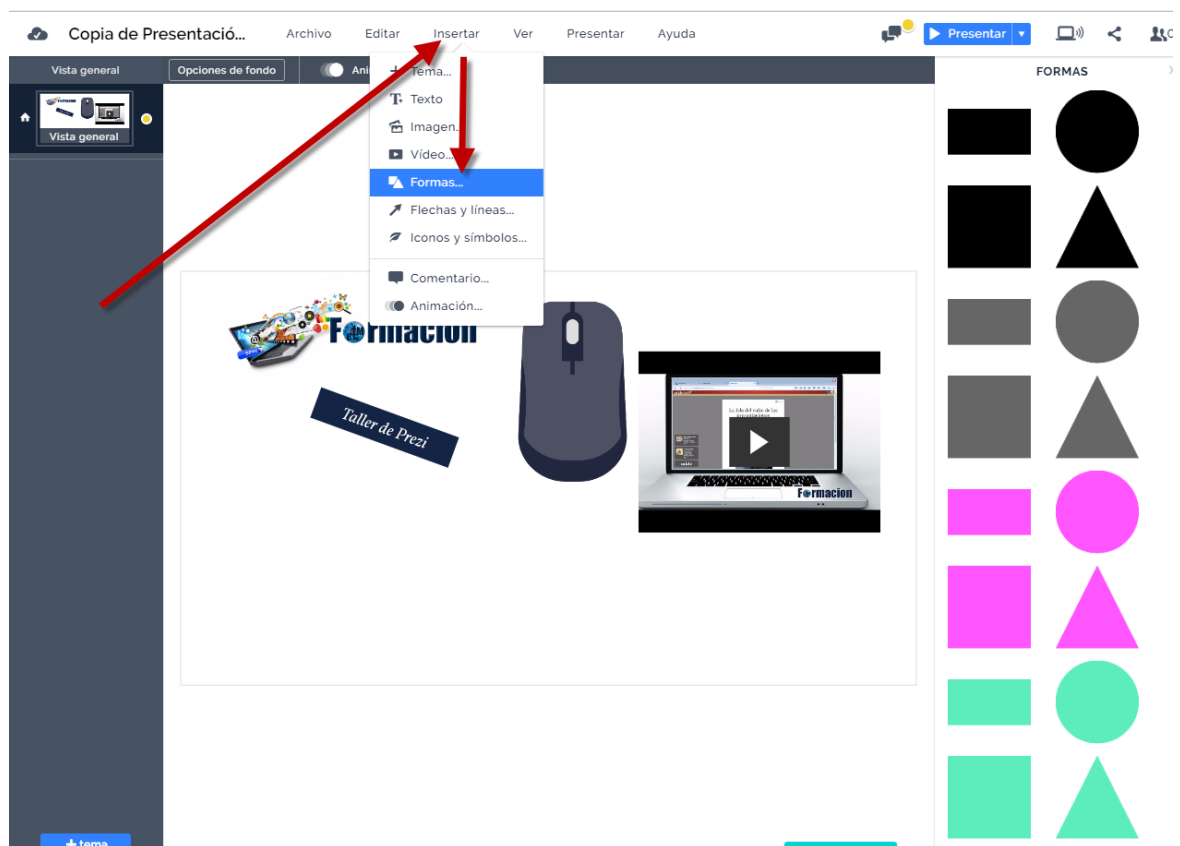 Copia de Presentació... Archivo Editar Insertar Ver Presentar Ayuda Presentar
Vista general Opciones de fondo Ani FORMAS
Tema...
Texto
Imagen...
Vídeo...
Formas...
Flechas y líneas...
Iconos y símbolos...
Comentario...
Animación...
Vista general
Formacion
Taller de Prezi
Formacion
+ tema